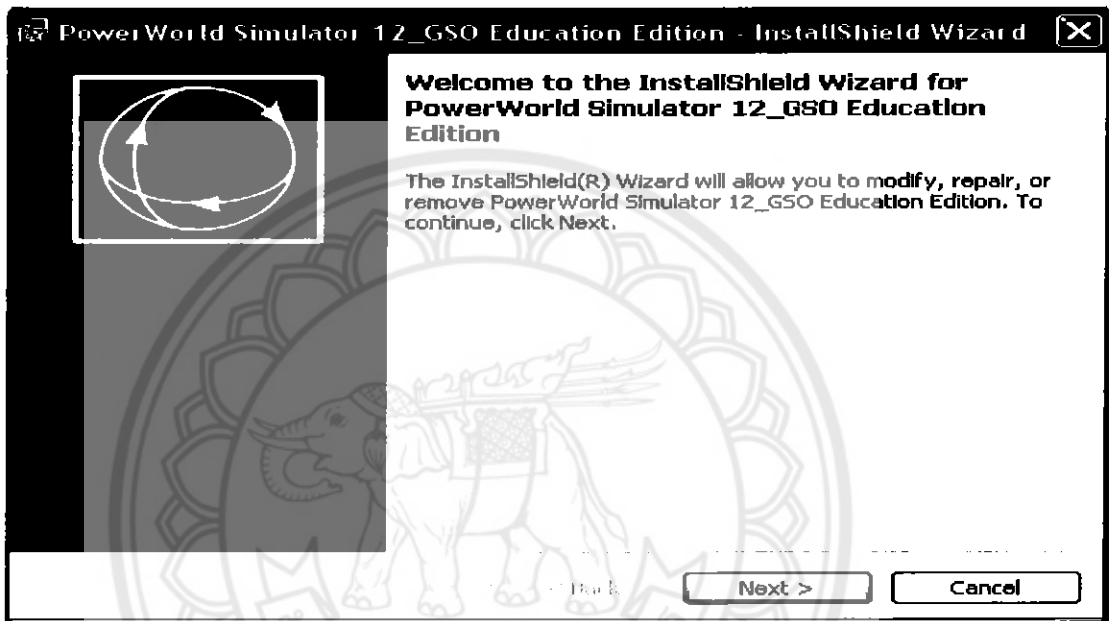 PowerWorld Simulator 12_GSO Education Edition - InstallShield Wizard
Welcome to the InstallShield Wizard for
PowerWorld Simulator 12_GSO Education
Edition
The InstallShield(R) Wizard will allow you to modify, repair, or
remove PowerWorld Simulator 12_GSO Education Edition. To
continue, click Next.
Next >
Cancel